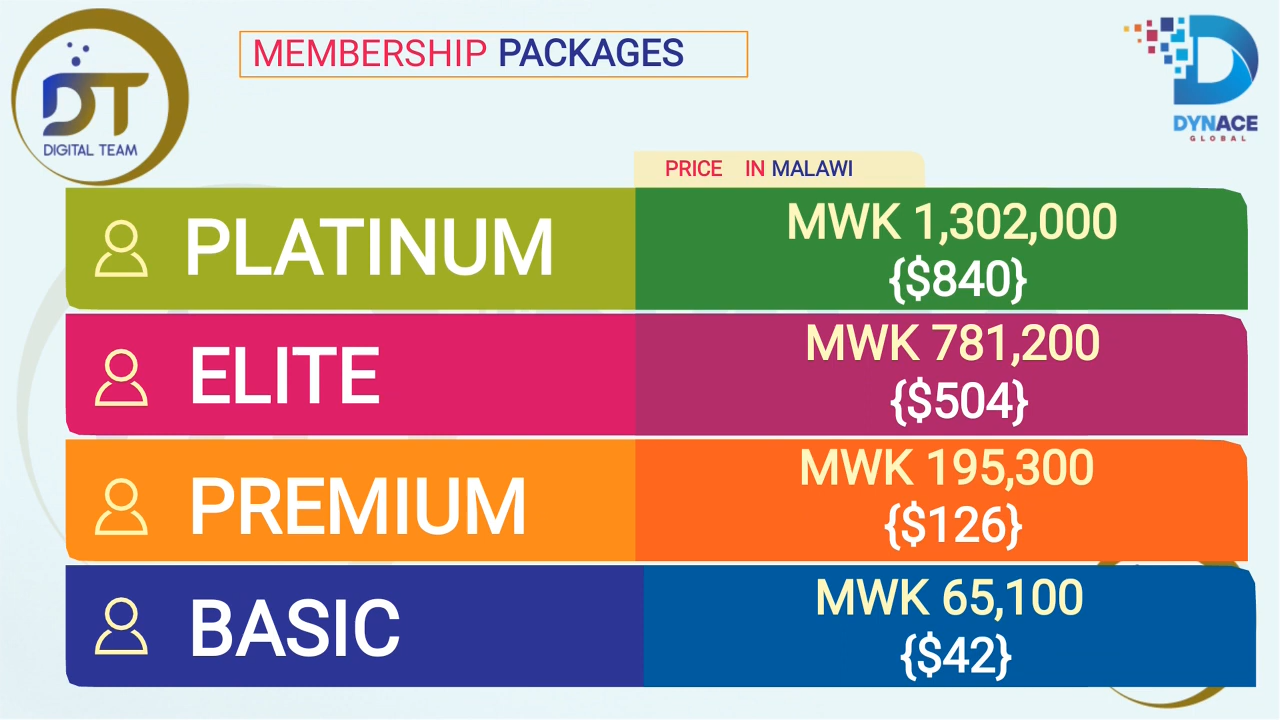 MEMBERSHIP PACKAGES
DT
DIGITAL TEAM
D
DYNACE
GLOBAL
PRICE IN MALAWI
PLATINUM
MWK 1,302,000
{$840}
ELITE
MWK 781,200
{$504}
PREMIUM
MWK 195,300
{$126}
BASIC
MWK 65,100
{$42}